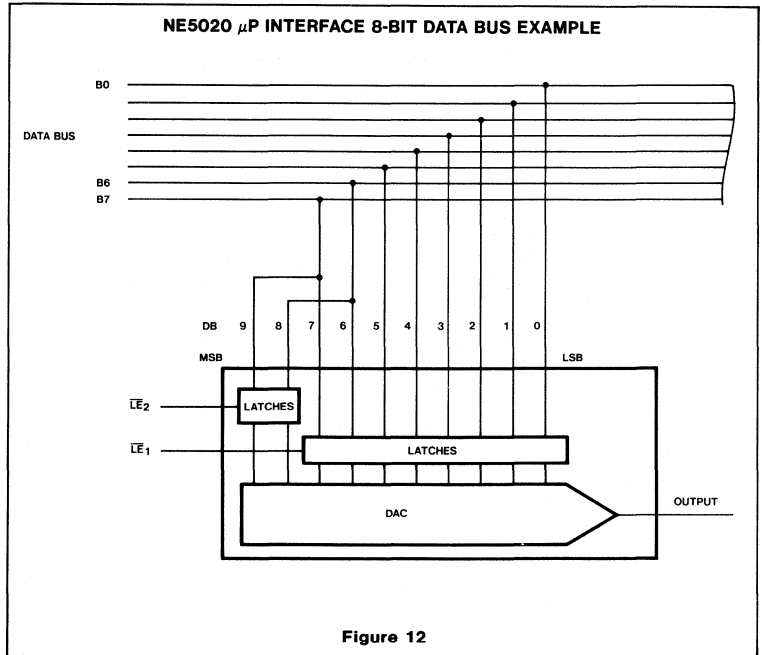 NE5020 μP INTERFACE 8-BIT DATA BUS EXAMPLE
B0
DATA BUS
B6
B7
DB 9 8 7 6 5 4 3 2 1 0
MSB LSB
LE2 LATCHES
LE1 LATCHES
DAC OUTPUT
Figure 12